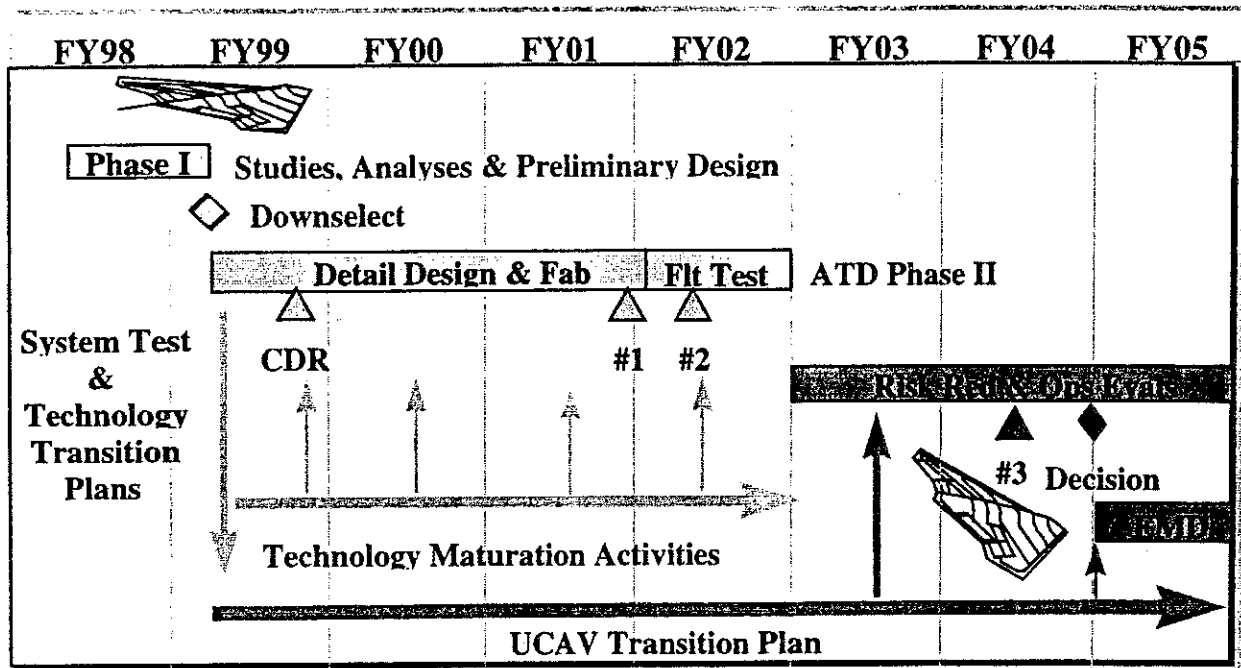 FY98 FY99 FY00 FY01 FY02 FY03 FY04 FY05
Phase I Studies, Analyses & Preliminary Design
Downselect
Detail Design & Fab Flt Test ATD Phase II
System Test
&
Technology
Transition
Plans
CDR #1 #2
Risk Red & Ops Evals
#3 Decision
EMD
Technology Maturation Activities
UCAV Transition Plan